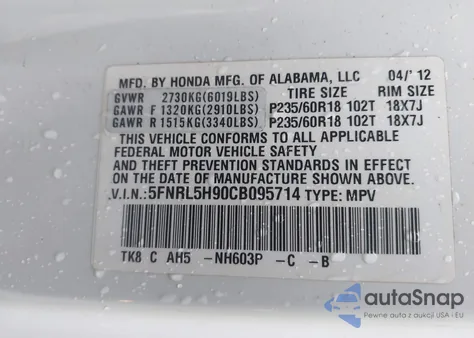 MFD. BY HONDA MFG. OF ALABAMA, LLC 04/'12
GVWR 2730KG(6019LBS) TIRE SIZE RIM SIZE
GAWR F 1320KG(2910LBS) P235/60R18 102T 18X7J
GAWR R 1515KG(3340LBS) P235/60R18 102T 18X7J
THIS VEHICLE CONFORMS TO ALL APPLICABLE
FEDERAL MOTOR VEHICLE SAFETY
AND THEFT PREVENTION STANDARDS IN EFFECT
ON THE DATE OF MANUFACTURE SHOWN ABOVE.
V.I.N.: 5FNRL5H90CB095714 TYPE: MPV
TK8 C AH5 -NH603P -C -B
autoSnap
Pewne auta z aukcji USA - EU